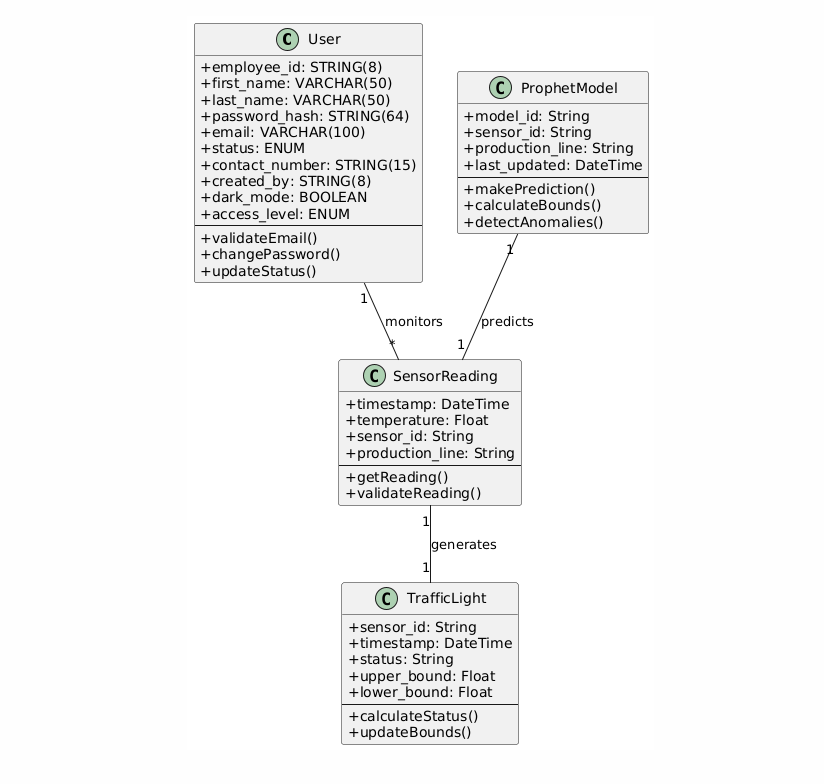 C User
+employee_id: STRING(8)
+first_name: VARCHAR(50)
+last_name: VARCHAR(50)
+password_hash: STRING(64)
+email: VARCHAR(100)
+status: ENUM
+contact_number: STRING(15)
+created_by: STRING(8)
+dark_mode: BOOLEAN
+access_level: ENUM
+validateEmail()
+changePassword()
+updateStatus()
C ProphetModel
+model_id: String
+sensor_id: String
+production_line: String
+last_updated: DateTime
+makePrediction()
+calculateBounds()
+detectAnomalies()
1
monitors
*
1
predicts
1
C SensorReading
+timestamp: DateTime
+temperature: Float
+sensor_id: String
+production_line: String
+getReading()
+validateReading()
1
generates
1
C TrafficLight
+sensor_id: String
+timestamp: DateTime
+status: String
+upper_bound: Float
+lower_bound: Float
+calculateStatus()
+updateBounds()